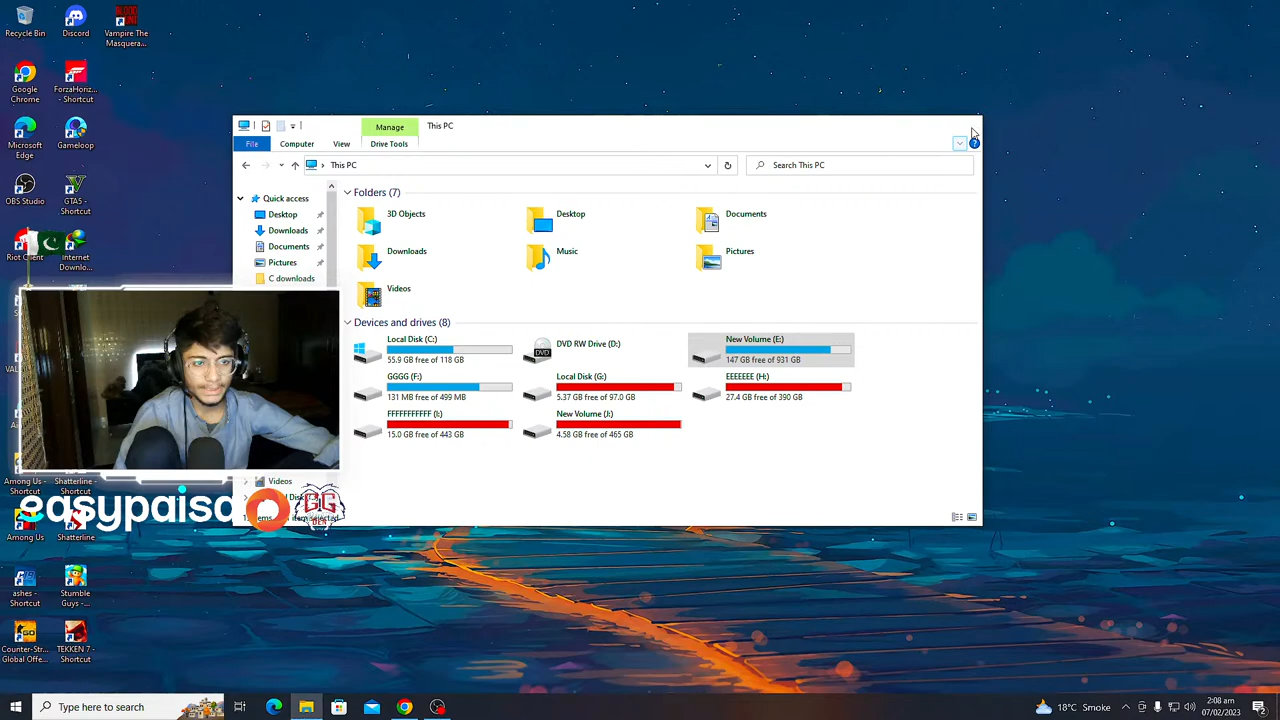 Recycle Bin
Discord
Vampire The
Masquera...
BLOOD
HUNT
Google
Chrome
ForzaHoriz...
- Shortcut
Microsoft
Edge
Gameloop
OBS Studio
GTA5 -
Shortcut
Internet
Downlo...
Among Us -
Shortcut
Shatterline -
Shortcut
Among Us
Shatterline
ashes -
Shortcut
Stumble
Guys -...
Counter-Str...
Global Offe...
TEKKEN 7 -
Shortcut
Manage
This PC
File
Computer
View
Drive Tools
This PC
Search This PC
Quick access
Desktop
Downloads
Documents
Pictures
C downloads
Videos
Folders (7)
3D Objects
Desktop
Documents
Downloads
Music
Pictures
Videos
Devices and drives (8)
Local Disk (C:)
55.9 GB free of 118 GB
DVD RW Drive (D:)
DVD
New Volume (E:)
147 GB free of 931 GB
GGGG (F:)
131 MB free of 499 MB
Local Disk (G:)
5.37 GB free of 97.0 GB
EEEEEEE (H:)
27.4 GB free of 390 GB
FFFFFFFFFFF (I:)
15.0 GB free of 443 GB
New Volume (J:)
4.58 GB free of 465 GB
easypaisa
Type here to search
18°C Smoke
2:08 am
07/02/2023
2